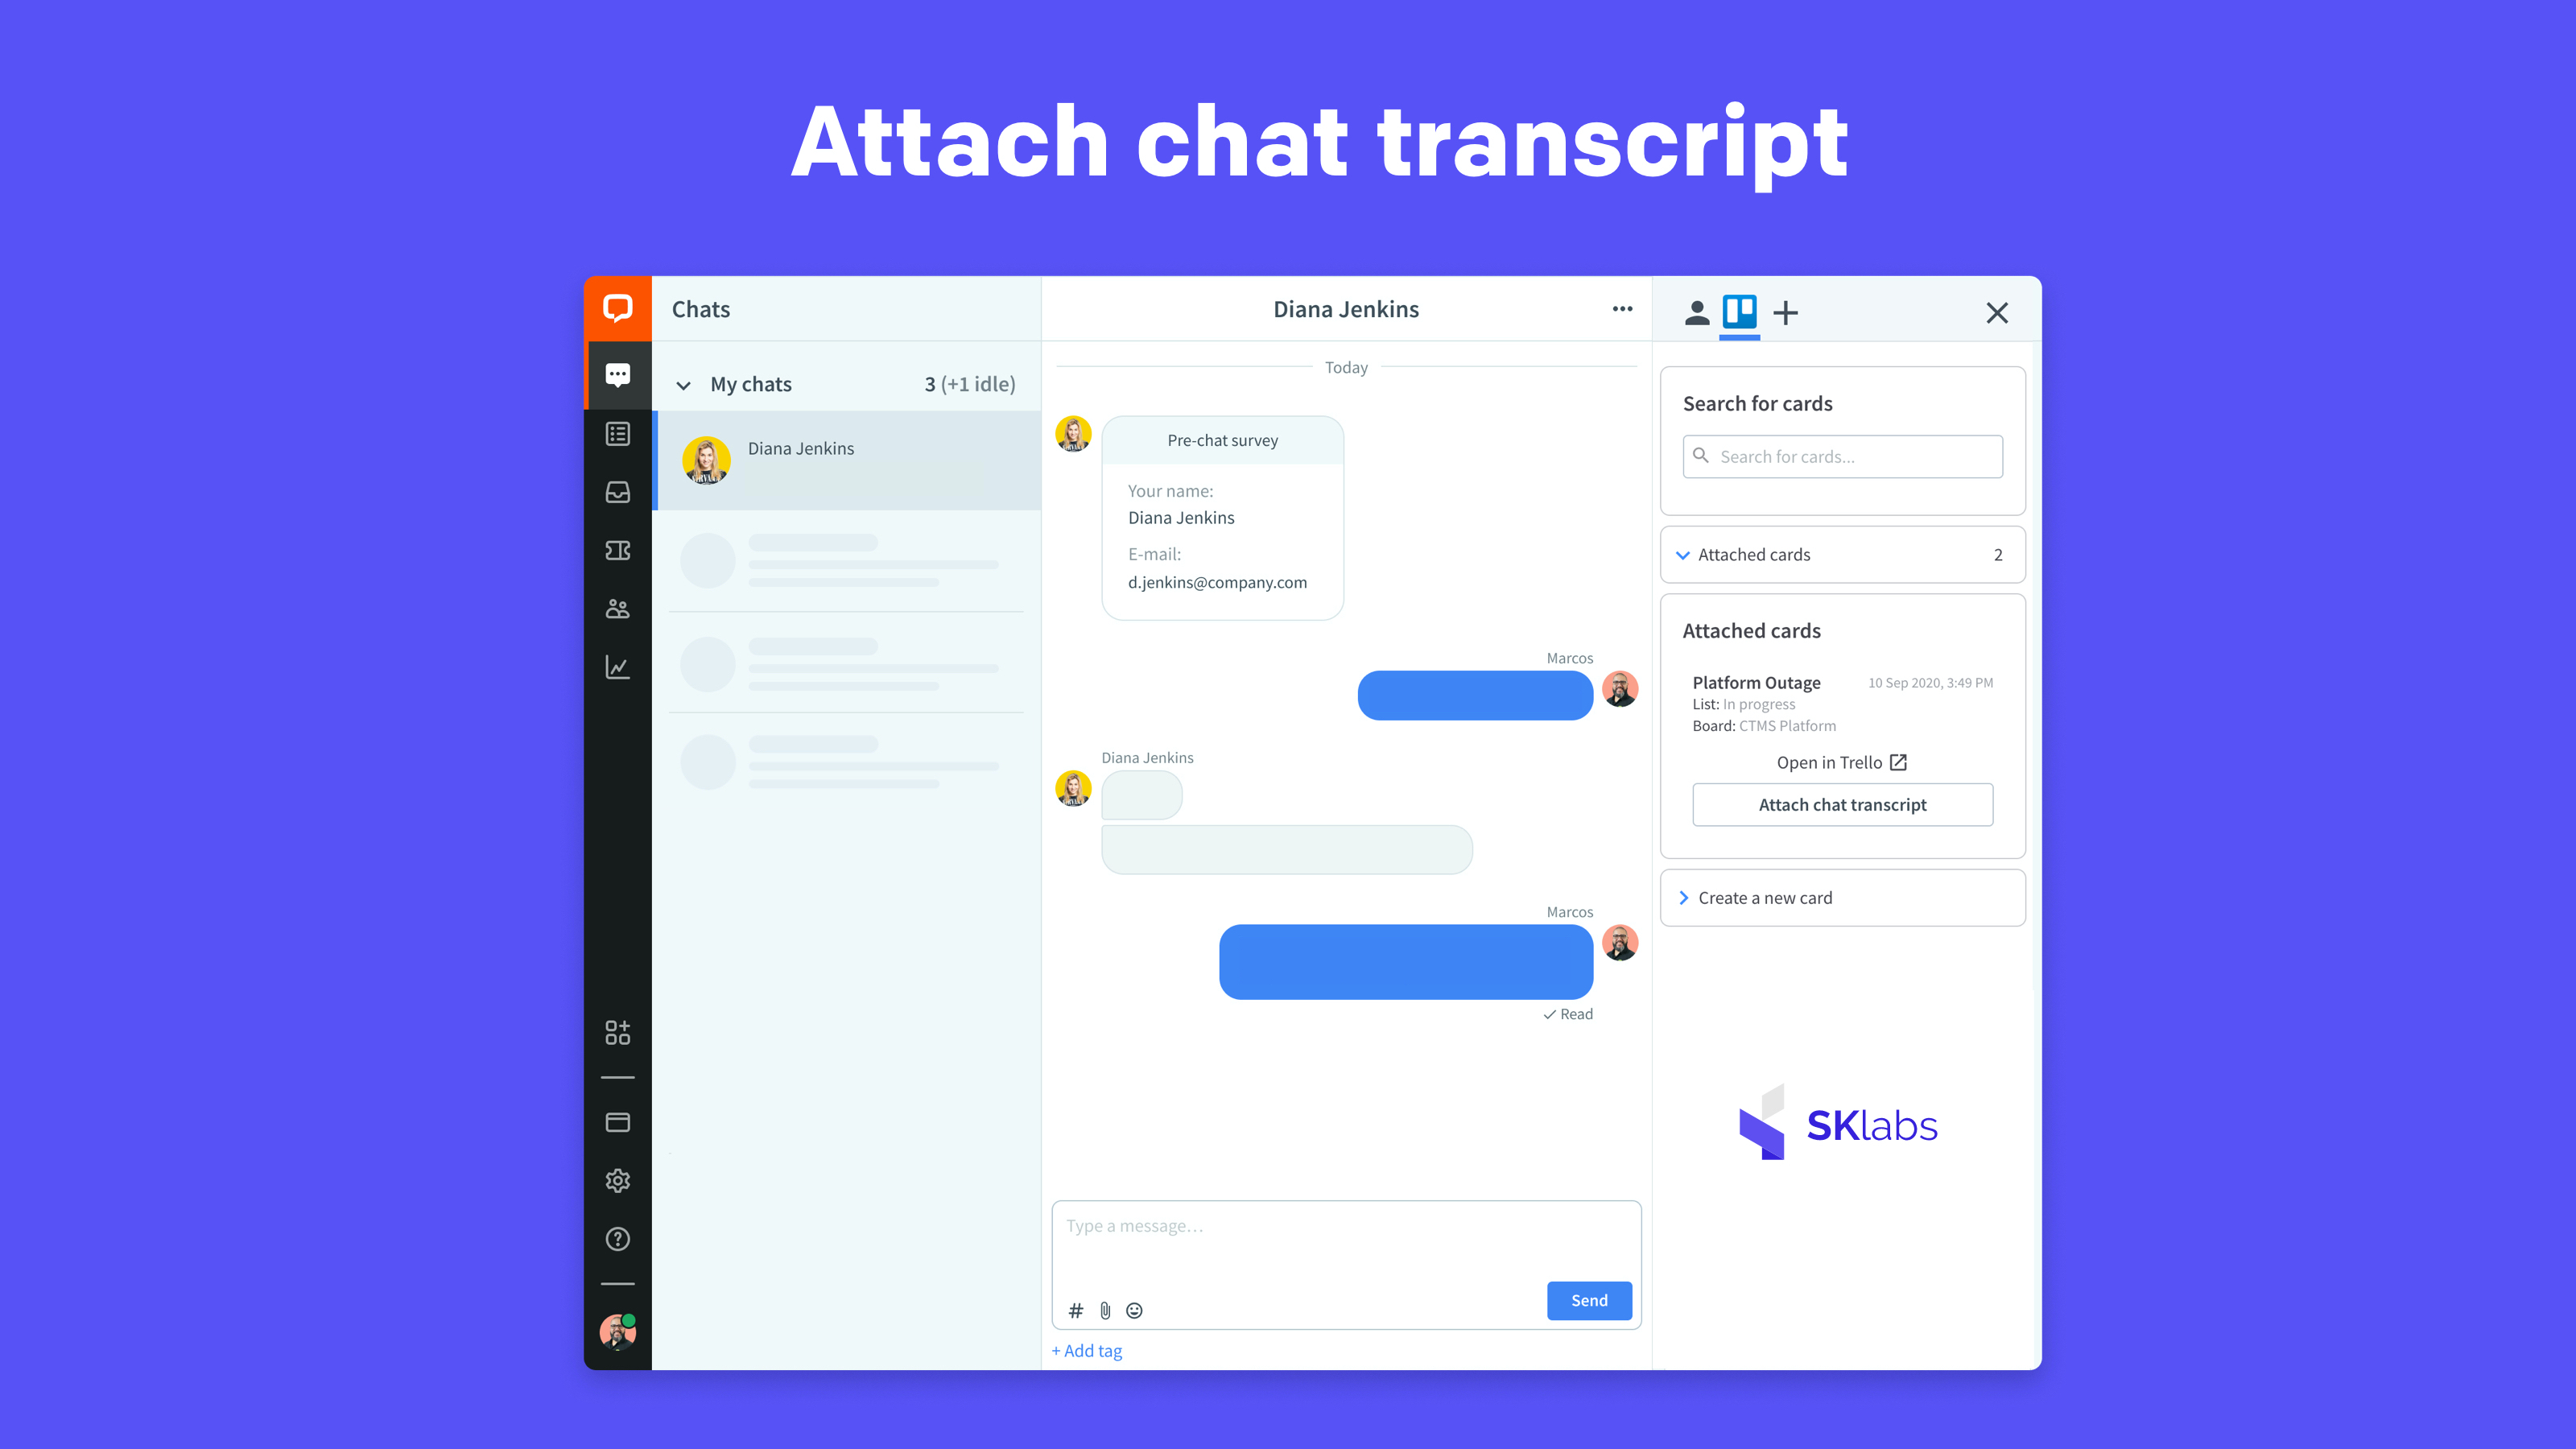 Attach chat transcript
Chats
My chats
3 (+1 idle)
Diana Jenkins
Diana Jenkins
Today
Pre-chat survey
Your name:
Diana Jenkins
E-mail:
d.jenkins@company.com
Marcos
Diana Jenkins
Marcos
Read
Type a message...
Send
+ Add tag
Search for cards
Search for cards...
Attached cards
2
Attached cards
Platform Outage
10 Sep 2020, 3:49 PM
List: In progress
Board: CTMS Platform
Open in Trello
Attach chat transcript
Create a new card
SKlabs